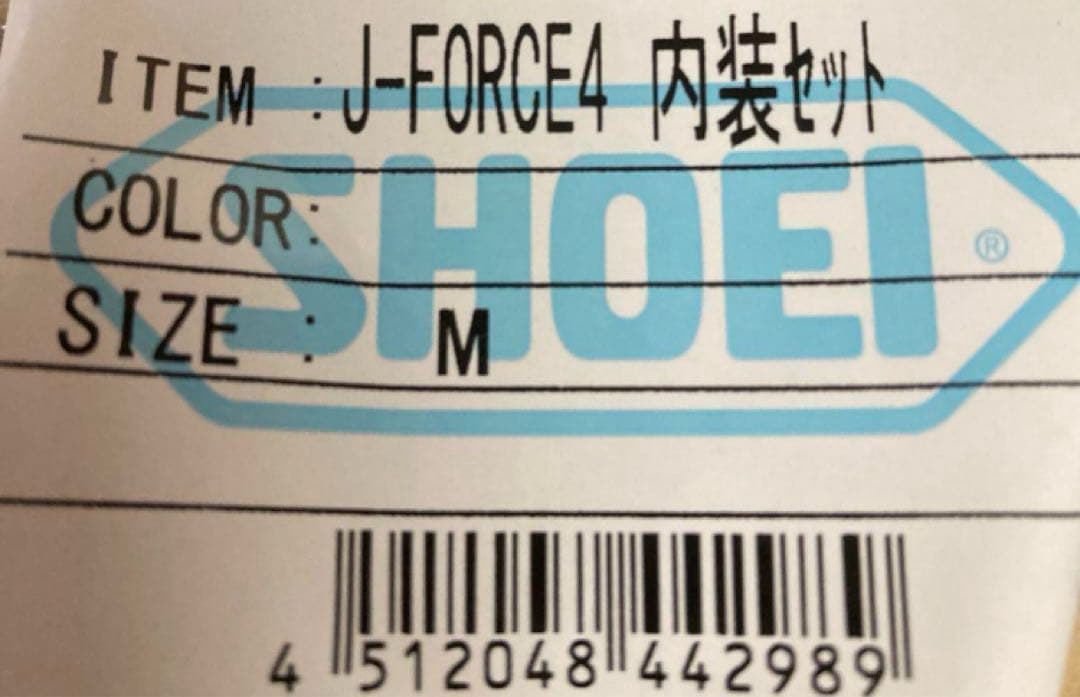 ITEM :J-FORCE4 内装セット
SHOEI®
COLOR:
SIZE : M
4 512048 442989